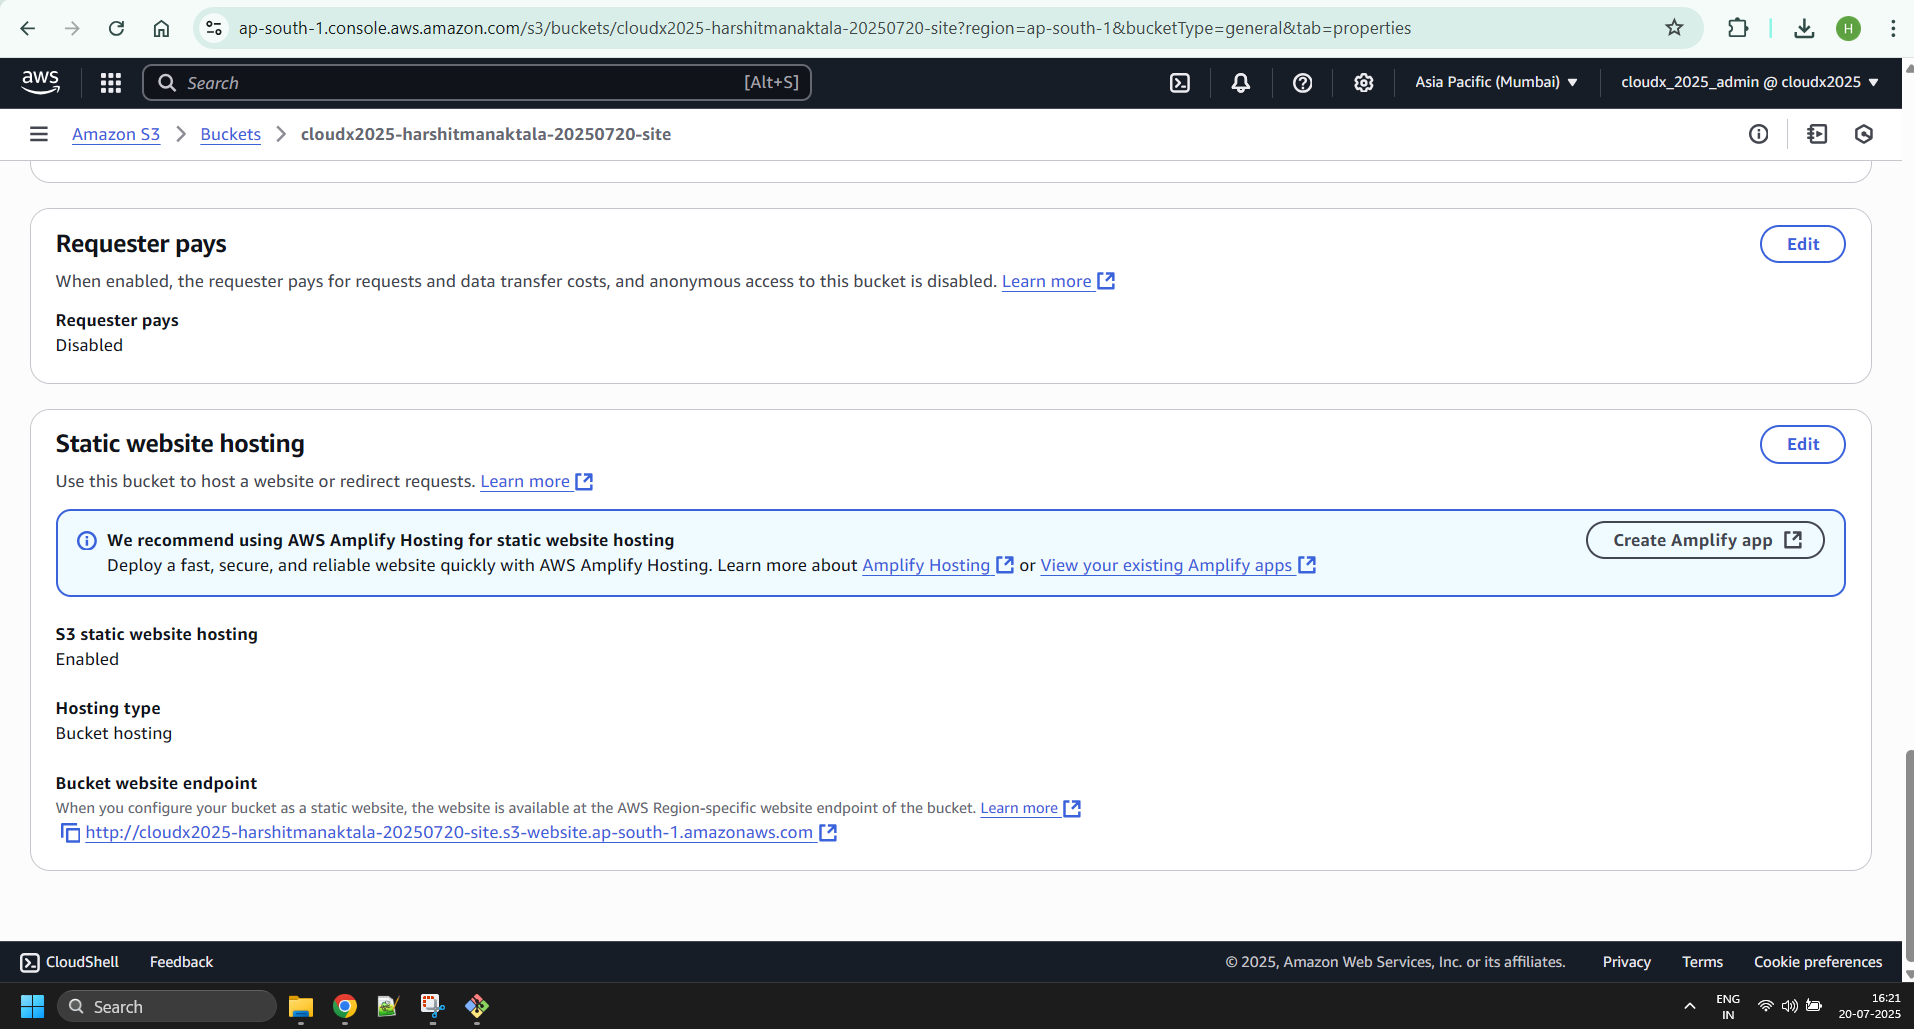 ap-south-1.console.aws.amazon.com/s3/buckets/cloudx2025-harshitmanaktala-20250720-site?region=ap-south-1&bucketType=general&tab=properties
H
aws
Search
[Alt+S]
Asia Pacific (Mumbai)
cloudx_2025_admin @ cloudx2025
Amazon S3
Buckets
cloudx2025-harshitmanaktala-20250720-site
Requester pays
Edit
When enabled, the requester pays for requests and data transfer costs, and anonymous access to this bucket is disabled. Learn more
Requester pays
Disabled
Static website hosting
Edit
Use this bucket to host a website or redirect requests. Learn more
We recommend using AWS Amplify Hosting for static website hosting
Create Amplify app
Deploy a fast, secure, and reliable website quickly with AWS Amplify Hosting. Learn more about Amplify Hosting or View your existing Amplify apps
S3 static website hosting
Enabled
Hosting type
Bucket hosting
Bucket website endpoint
When you configure your bucket as a static website, the website is available at the AWS Region-specific website endpoint of the bucket. Learn more
http://cloudx2025-harshitmanaktala-20250720-site.s3-website.ap-south-1.amazonaws.com
CloudShell
Feedback
© 2025, Amazon Web Services, Inc. or its affiliates.
Privacy
Terms
Cookie preferences
Search
ENG
IN
16:21
20-07-2025